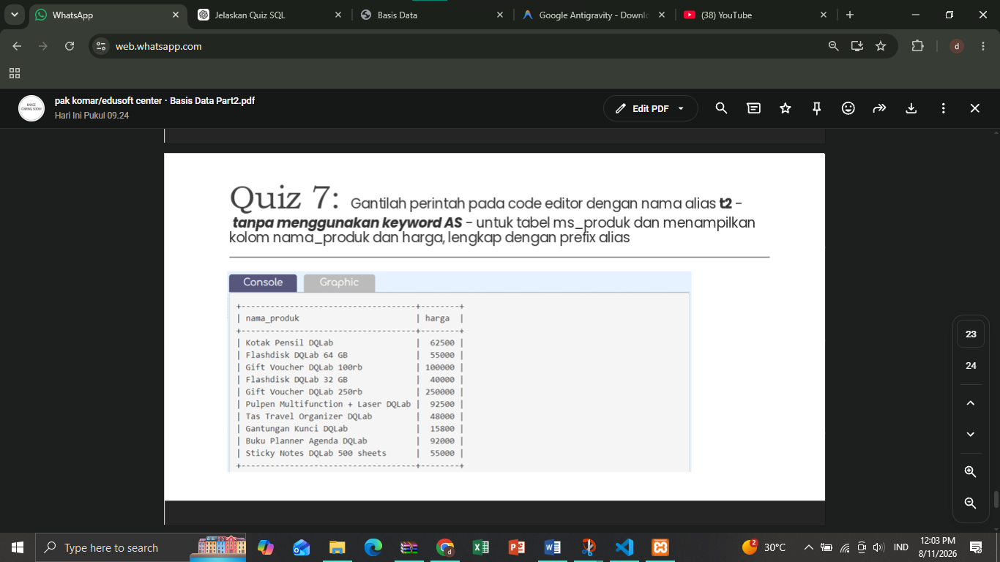 WhatsApp
Jelaskan Quiz SQL
Basis Data
Google Antigravity - Downlo
(38) YouTube
web.whatsapp.com
d
IMAGE
COMING SOON
pak komar/edusoft center · Basis Data Part2.pdf
Hari Ini Pukul 09.24
Edit PDF
Quiz 7: Gantilah perintah pada code editor dengan nama alias t2 -
tanpa menggunakan keyword AS - untuk tabel ms_produk dan menampilkan
kolom nama_produk dan harga, lengkap dengan prefix alias
Console Graphic
+------------------------------------+--------+
| nama_produk | harga |
+------------------------------------+--------+
| Kotak Pensil DQLab | 62500 |
| Flashdisk DQLab 64 GB | 55000 |
| Gift Voucher DQLab 100rb | 100000 |
| Flashdisk DQLab 32 GB | 40000 |
| Gift Voucher DQLab 250rb | 250000 |
| Pulpen Multifunction + Laser DQLab | 92500 |
| Tas Travel Organizer DQLab | 48000 |
| Gantungan Kunci DQLab | 15800 |
| Buku Planner Agenda DQLab | 92000 |
| Sticky Notes DQLab 500 sheets | 55000 |
+------------------------------------+--------+
23
24
Type here to search
2
30°C
IND
12:03 PM
8/11/2026